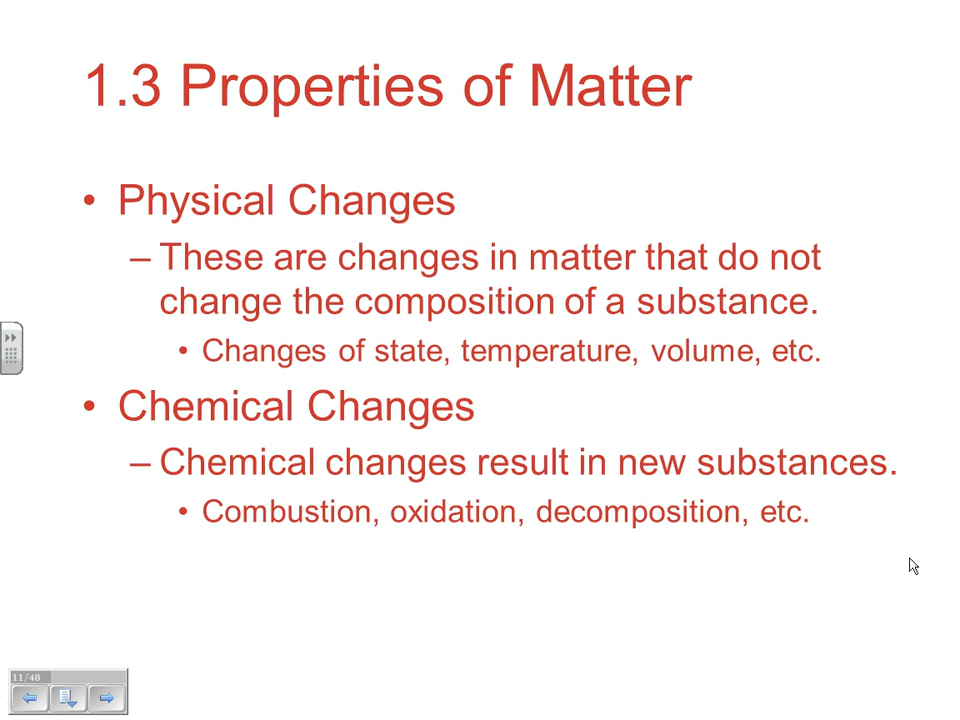 1.3 Properties of Matter
• Physical Changes
– These are changes in matter that do not
change the composition of a substance.
• Changes of state, temperature, volume, etc.
• Chemical Changes
– Chemical changes result in new substances.
• Combustion, oxidation, decomposition, etc.
11/48